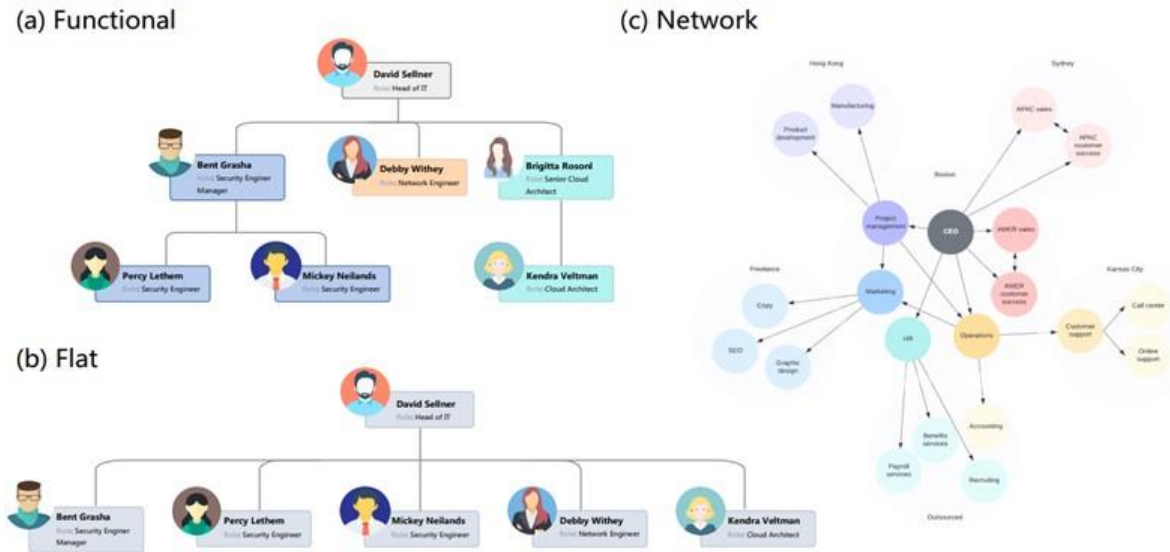 (a) Functional
David Sellner
Role: Head of IT
Bent Grasha
Role: Security Enginer
Manager
Debby Withey
Role: Network Engineer
Brigitta Rosonl
Role: Senior Cloud
Architect
Percy Lethem
Role: Security Engineer
Mickey Neilands
Role: Security Engineer
Kendra Veltman
Role: Cloud Architect
(b) Flat
David Sellner
Role: Head of IT
Bent Grasha
Role: Security Enginer
Manager
Percy Lethem
Role: Security Engineer
Mickey Neilands
Role: Security Engineer
Debby Withey
Role: Network Engineer
Kendra Veltman
Role: Cloud Architect
(c) Network
Hong Kong
Sydney
Manufacturing
APAC sales
Product
development
APAC
customer
success
Boston
Project
management
CEO
AMER sales
Freelance
Kansas City
Marketing
AMER
customer
success
Copy
Call center
SEO
Graphic
design
HR
Operations
Customer
support
Online
support
Accounting
Benefits
services
Payroll
services
Recruiting
Outsourced